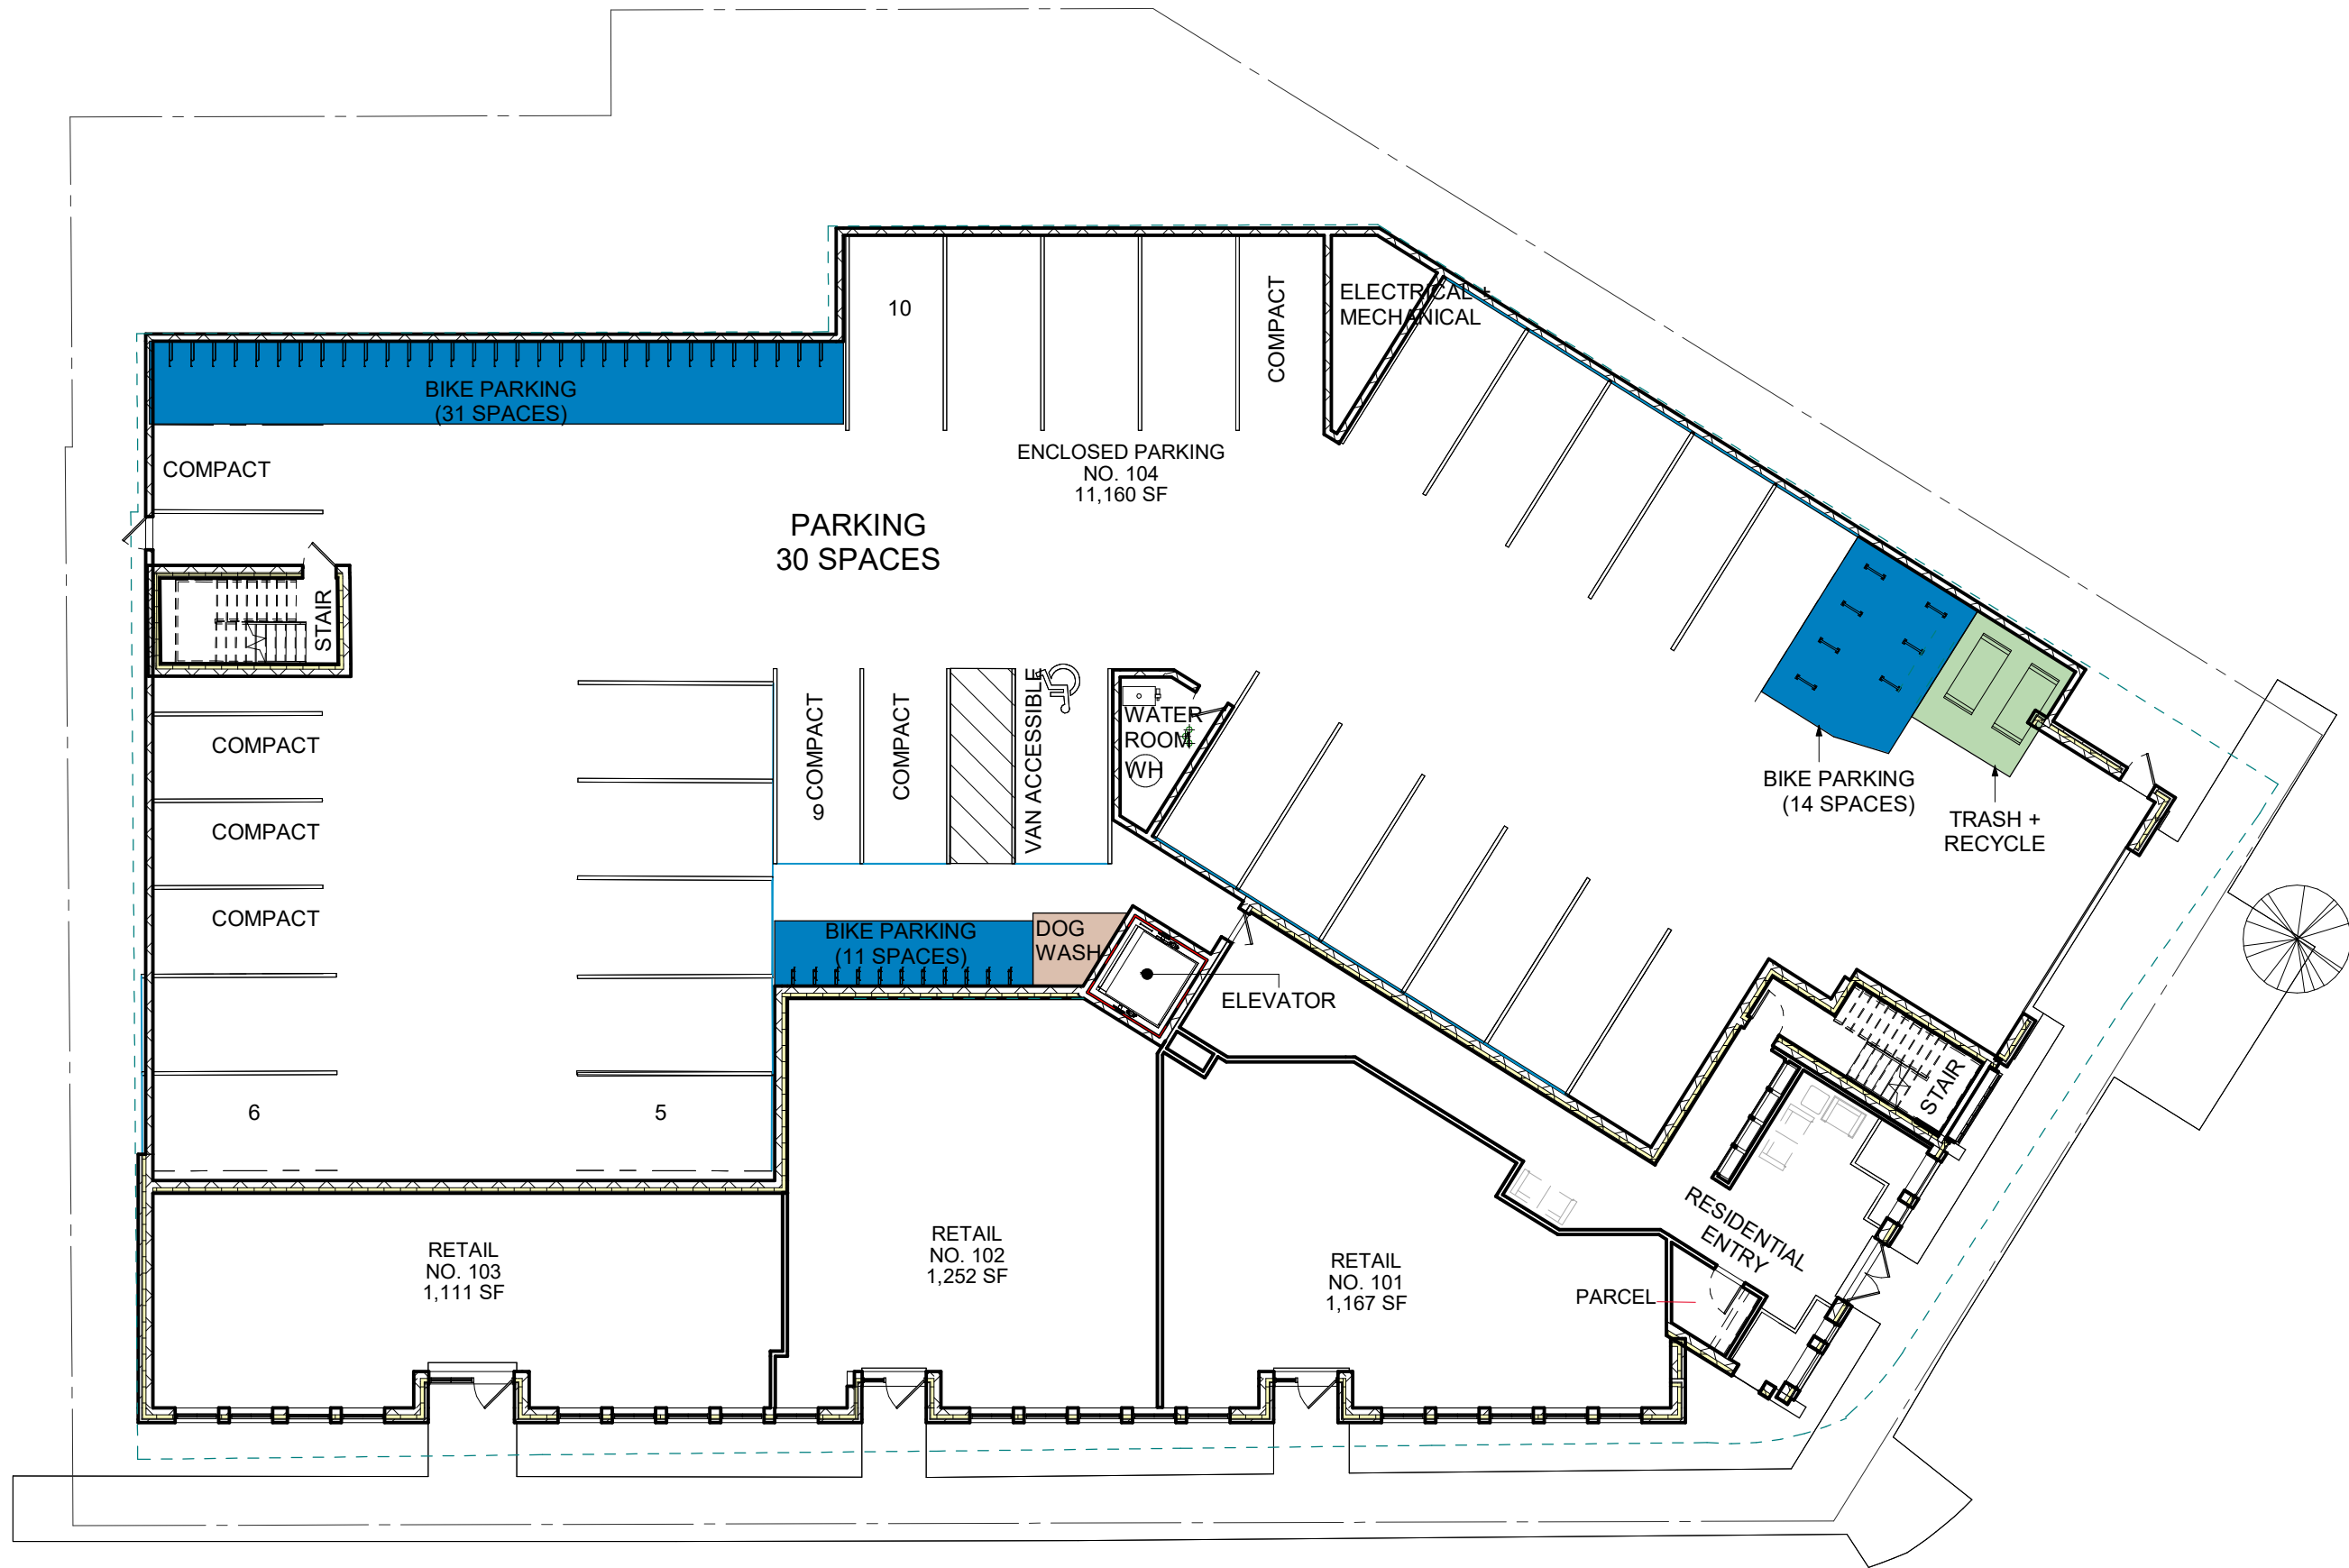 10
COMPACT
ELECTRICAL +
MECHANICAL
BIKE PARKING
(31 SPACES)
ENCLOSED PARKING
NO. 104
11,160 SF
COMPACT
PARKING
30 SPACES
STAIR
COMPACT
COMPACT
COMPACT
COMPACT
9
COMPACT
VAN ACCESSIBLE
WATER
ROOM
WH
BIKE PARKING
(14 SPACES)
TRASH +
RECYCLE
BIKE PARKING
(11 SPACES)
DOG
WASH
ELEVATOR
6
5
STAIR
RESIDENTIAL
ENTRY
PARCEL
RETAIL
NO. 103
1,111 SF
RETAIL
NO. 102
1,252 SF
RETAIL
NO. 101
1,167 SF